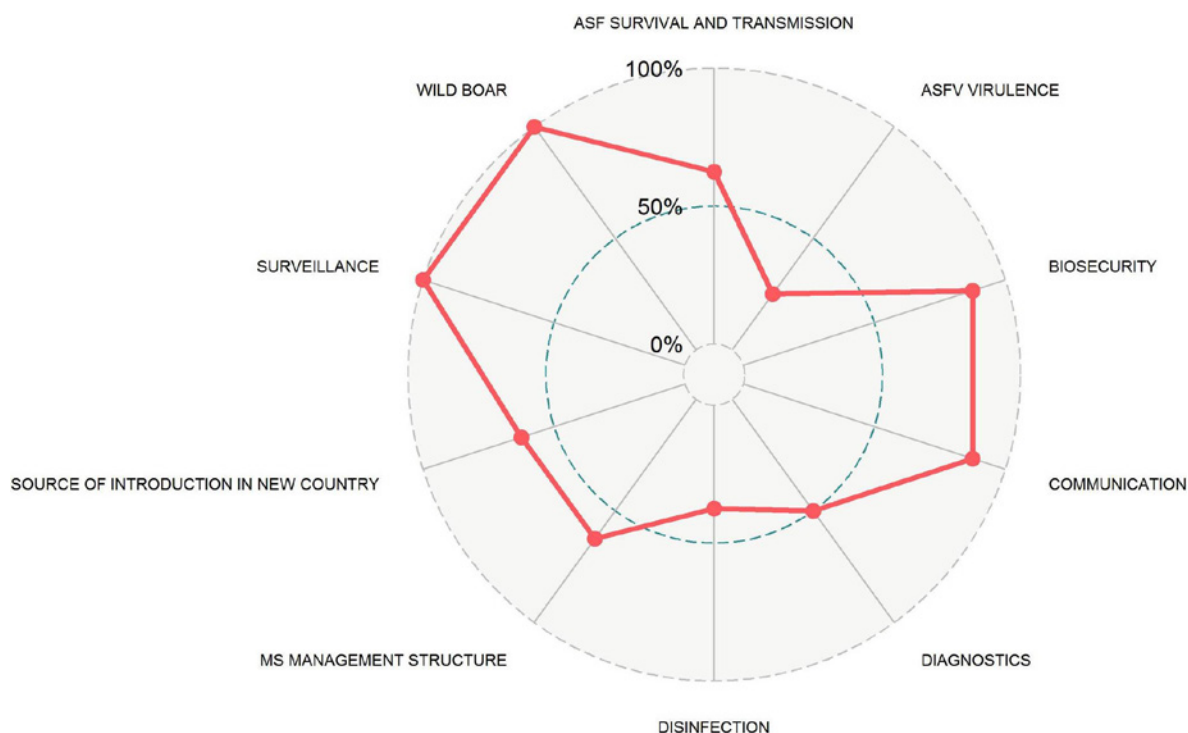 ASF SURVIVAL AND TRANSMISSION
100%
WILD BOAR
ASFV VIRULENCE
50%
SURVEILLANCE
BIOSECURITY
0%
SOURCE OF INTRODUCTION IN NEW COUNTRY
COMMUNICATION
MS MANAGEMENT STRUCTURE
DIAGNOSTICS
DISINFECTION